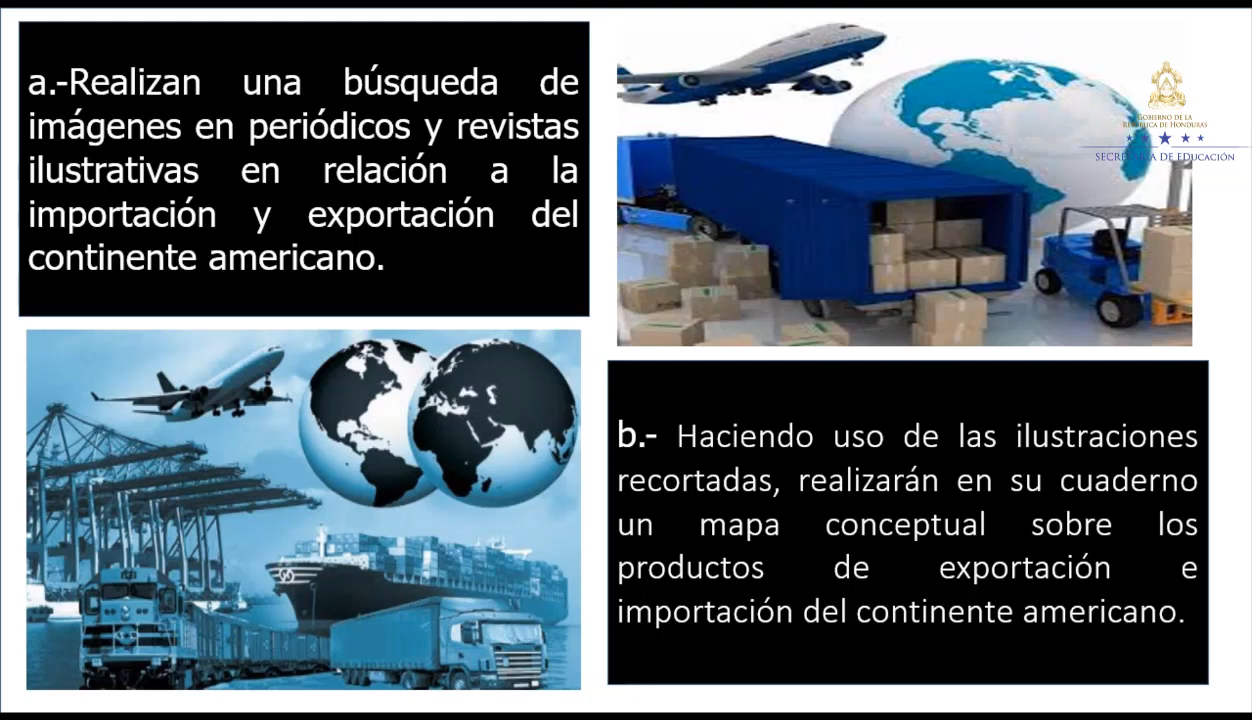 a.-Realizan una búsqueda de
imágenes en periódicos y revistas
ilustrativas en relación a la
importación y exportación del
continente americano.
GOBIERNO DE LA
REPÚBLICA DE HONDURAS
SECRETARÍA DE EDUCACIÓN
b.- Haciendo uso de las ilustraciones
recortadas, realizarán en su cuaderno
un mapa conceptual sobre los
productos de exportación e
importación del continente americano.